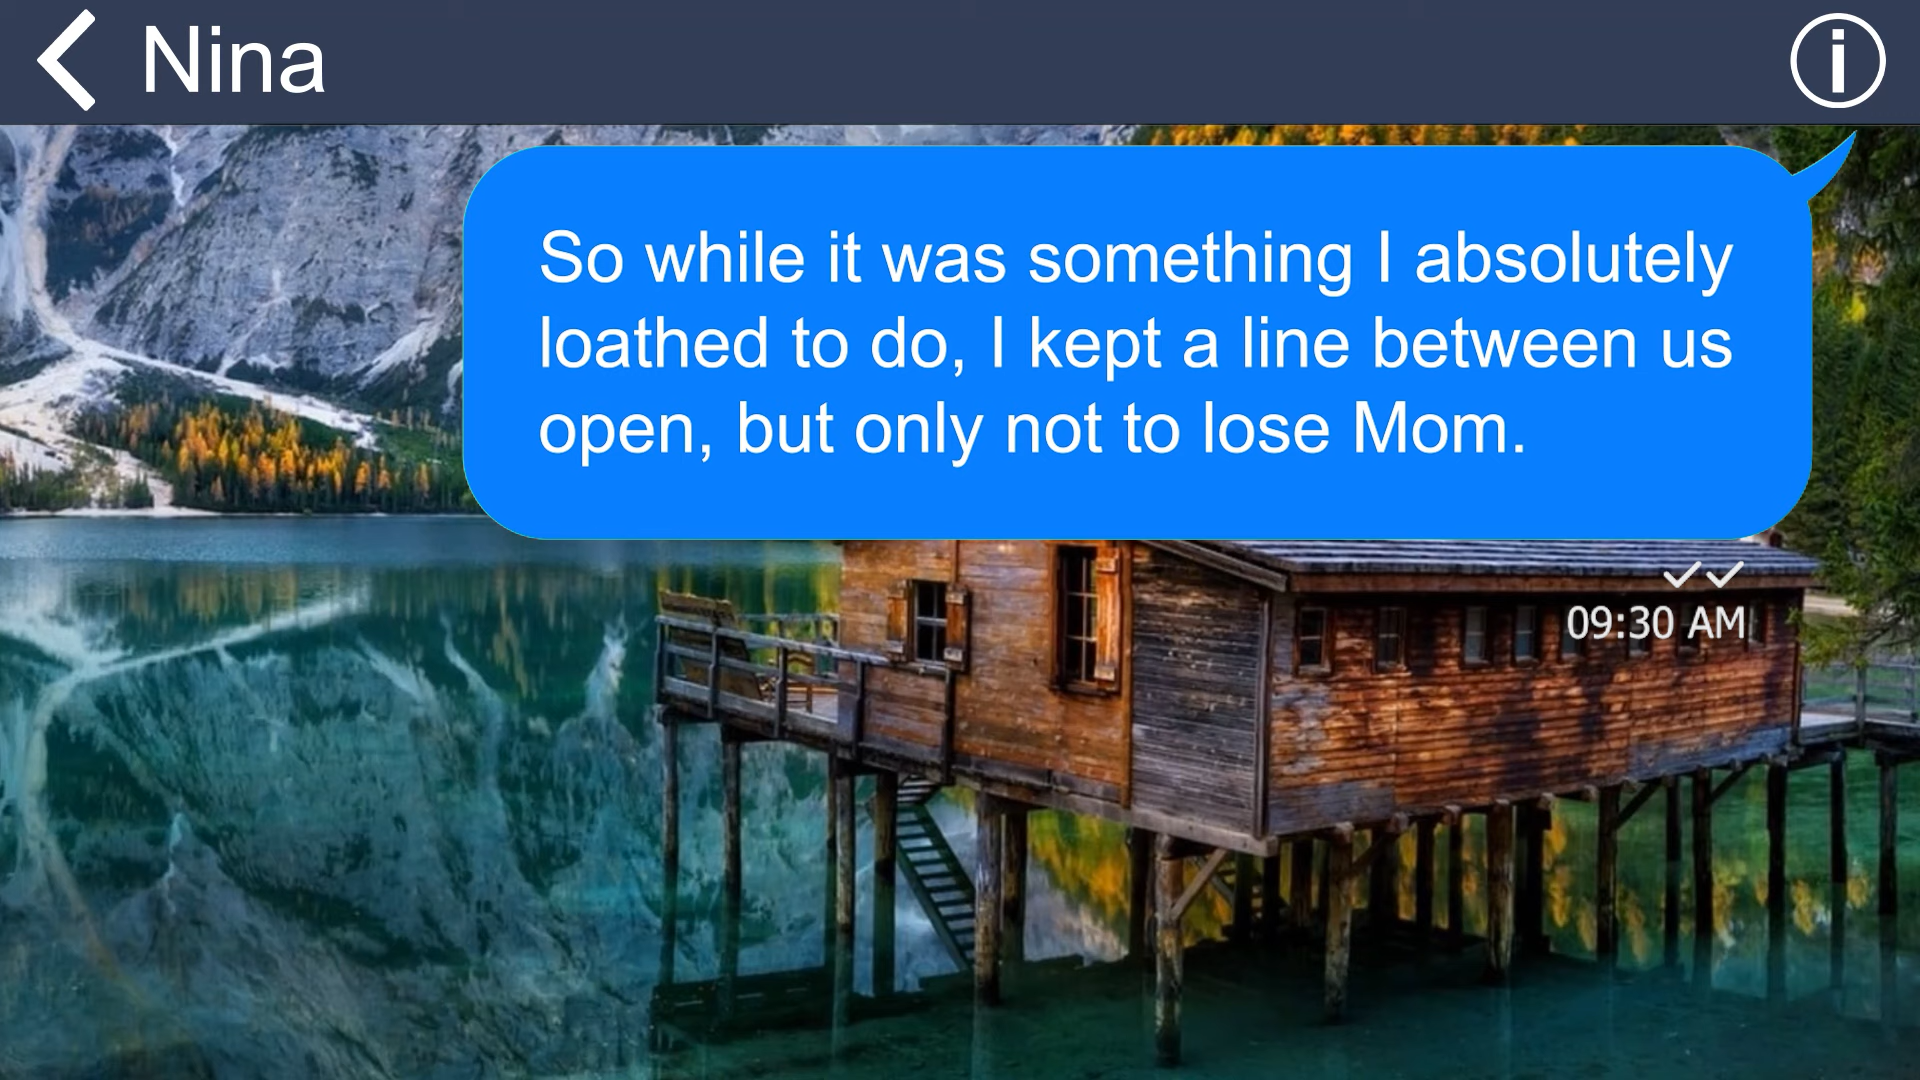 Nina
So while it was something I absolutely
loathed to do, I kept a line between us
open, but only not to lose Mom.
09:30 AM